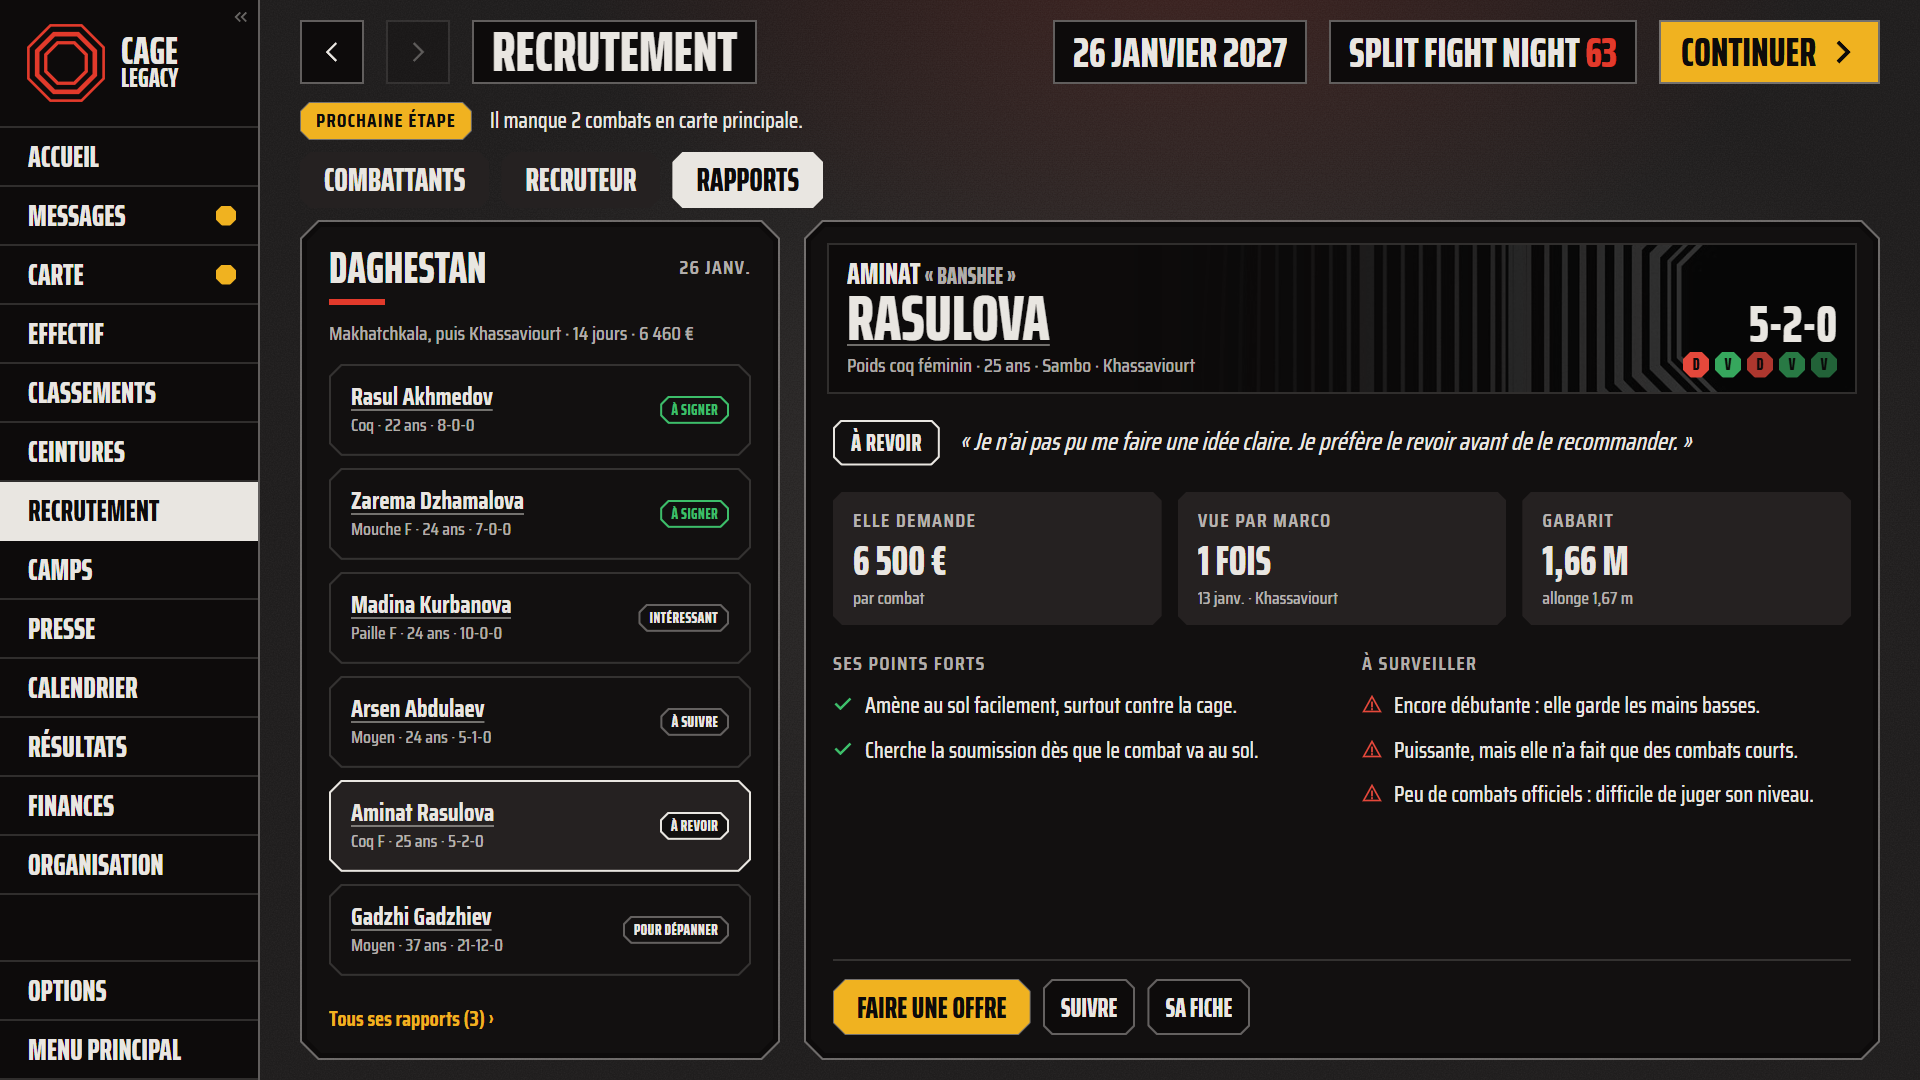 CAGE
LEGACY
ACCUEIL
MESSAGES
CARTE
EFFECTIF
CLASSEMENTS
CEINTURES
RECRUTEMENT
CAMPS
PRESSE
CALENDRIER
RÉSULTATS
FINANCES
ORGANISATION
OPTIONS
MENU PRINCIPAL
RECRUTEMENT
26 JANVIER 2027
SPLIT FIGHT NIGHT 63
CONTINUER
PROCHAINE ÉTAPE Il manque 2 combats en carte principale.
COMBATTANTS RECRUTEUR RAPPORTS
DAGHESTAN 26 JANV.
Makhatchkala, puis Khassaviourt · 14 jours · 6 460 €
Rasul Akhmedov
Coq · 22 ans · 8-0-0
À SIGNER
Zarema Dzhamalova
Mouche F · 24 ans · 7-0-0
À SIGNER
Madina Kurbanova
Paille F · 24 ans · 10-0-0
INTÉRESSANT
Arsen Abdulaev
Moyen · 24 ans · 5-1-0
À SUIVRE
Aminat Rasulova
Coq F · 25 ans · 5-2-0
À REVOIR
Gadzhi Gadzhiev
Moyen · 37 ans · 21-12-0
POUR DÉPANNER
Tous ses rapports (3) ›
AMINAT « BANSHEE »
RASULOVA
Poids coq féminin · 25 ans · Sambo · Khassaviourt
5-2-0
D V D V V
À REVOIR « Je n’ai pas pu me faire une idée claire. Je préfère le revoir avant de le recommander. »
ELLE DEMANDE
6 500 €
par combat
VUE PAR MARCO
1 FOIS
13 janv. · Khassaviourt
GABARIT
1,66 M
allonge 1,67 m
SES POINTS FORTS
Amène au sol facilement, surtout contre la cage.
Cherche la soumission dès que le combat va au sol.
À SURVEILLER
Encore débutante : elle garde les mains basses.
Puissante, mais elle n’a fait que des combats courts.
Peu de combats officiels : difficile de juger son niveau.
FAIRE UNE OFFRE SUIVRE SA FICHE